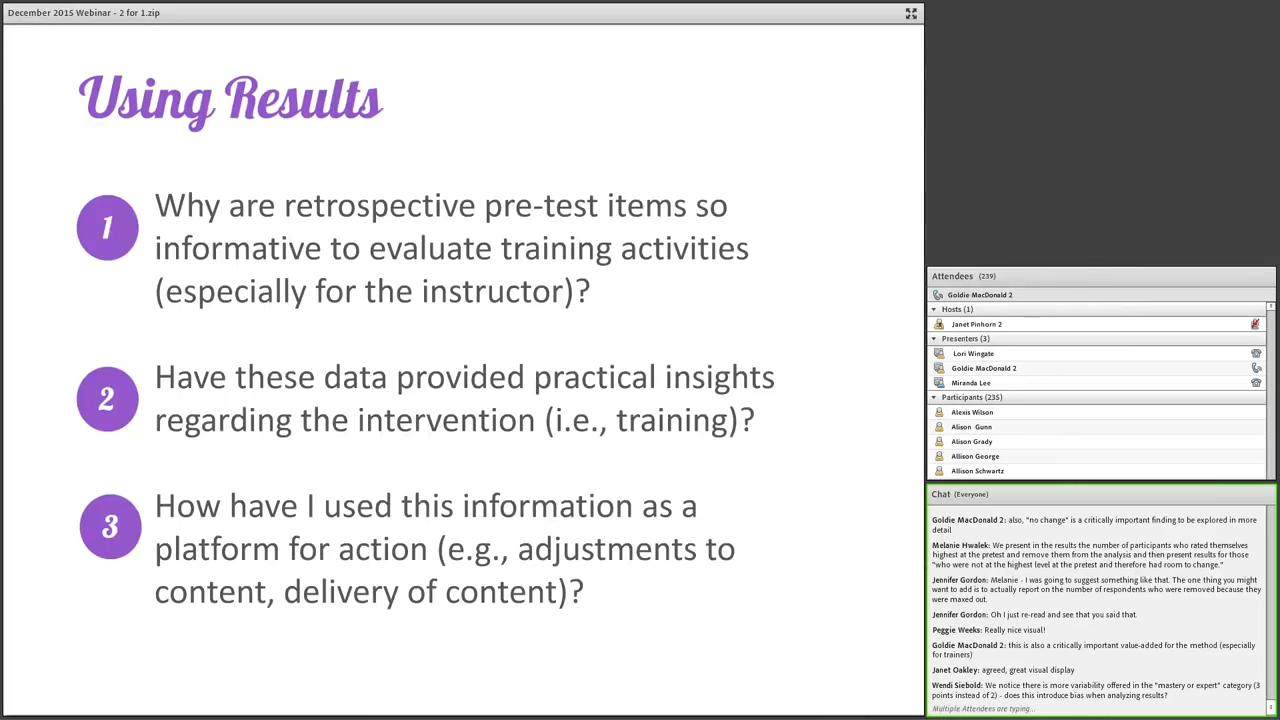 December 2015 Webinar - 2 for 1.zip
Using Results
1
Why are retrospective pre-test items so
informative to evaluate training activities
(especially for the instructor)?
2
Have these data provided practical insights
regarding the intervention (i.e., training)?
3
How have I used this information as a
platform for action (e.g., adjustments to
content, delivery of content)?
Attendees (239)
Goldie MacDonald 2
Hosts (1)
Janet Pinhorn 2
Presenters (3)
Lori Wingate
Goldie MacDonald 2
Miranda Lee
Participants (235)
Alexis Wilson
Alison Gunn
Alison Grady
Allison George
Allison Schwartz
Chat (Everyone)
Goldie MacDonald 2: also, "no change" is a critically important finding to be explored in more
detail
Melanie Hwalek: We present in the results the number of participants who rated themselves
highest at the pretest and remove them from the analysis and then present results for those
"who were not at the highest level at the pretest and therefore had room to change."
Jennifer Gordon: Melanie - I was going to suggest something like that. The one thing you might
want to add is to actually report on the number of respondents who were removed because they
were maxed out.
Jennifer Gordon: Oh I just re-read and see that you said that.
Peggie Weeks: Really nice visual!
Goldie MacDonald 2: this is also a critically important value-added for the method (especially
for trainers)
Janet Oakley: agreed, great visual display
Wendi Siebold: We notice there is more variability offered in the "mastery or expert" category (3
points instead of 2) - does this introduce bias when analyzing results?
Multiple Attendees are typing...